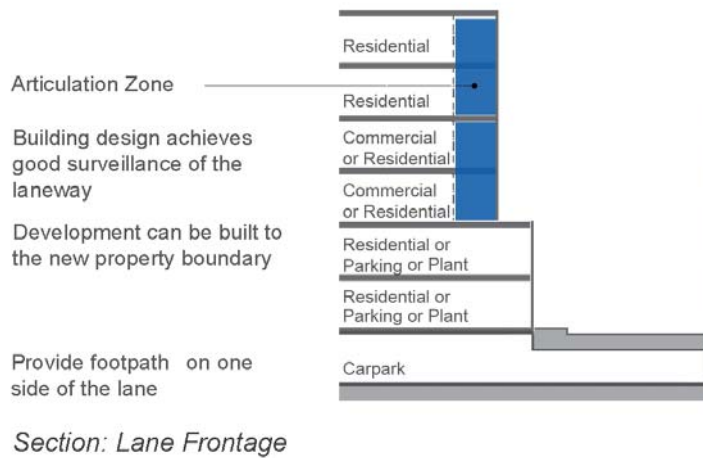 Residential
Articulation Zone
Residential
Building design achieves
good surveillance of the
laneway
Commercial
or Residential
Commercial
or Residential
Development can be built to
the new property boundary
Residential or
Parking or Plant
Residential or
Parking or Plant
Provide footpath on one
side of the lane
Carpark
Section: Lane Frontage